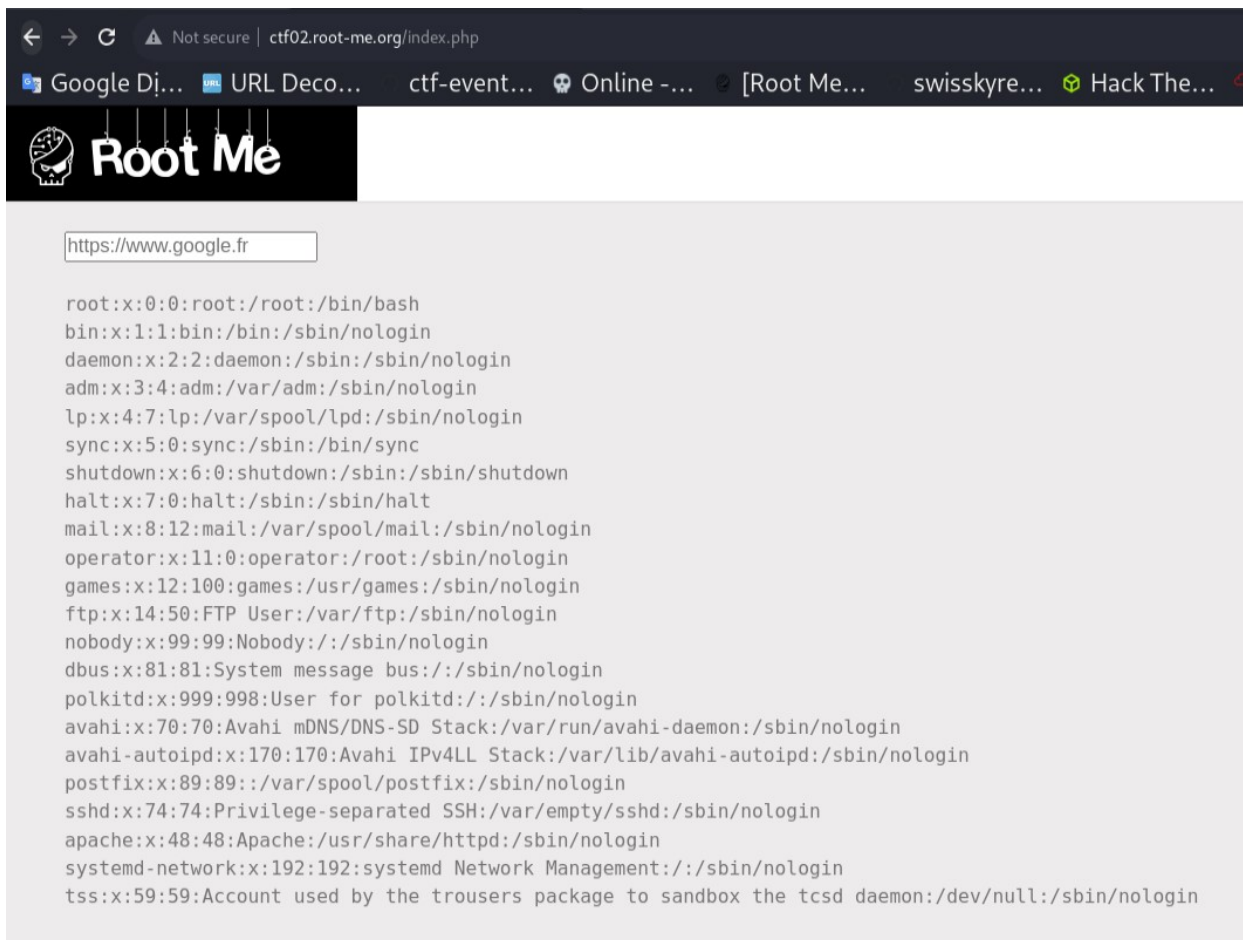 Not secure | ctf02.root-me.org/index.php
Google Dị... URL URL Deco... ctf-event... Online -... [Root Me... swisskyre... Hack The...
Root Me
https://www.google.fr
root:x:0:0:root:/root:/bin/bash
bin:x:1:1:bin:/bin:/sbin/nologin
daemon:x:2:2:daemon:/sbin:/sbin/nologin
adm:x:3:4:adm:/var/adm:/sbin/nologin
lp:x:4:7:lp:/var/spool/lpd:/sbin/nologin
sync:x:5:0:sync:/sbin:/bin/sync
shutdown:x:6:0:shutdown:/sbin:/sbin/shutdown
halt:x:7:0:halt:/sbin:/sbin/halt
mail:x:8:12:mail:/var/spool/mail:/sbin/nologin
operator:x:11:0:operator:/root:/sbin/nologin
games:x:12:100:games:/usr/games:/sbin/nologin
ftp:x:14:50:FTP User:/var/ftp:/sbin/nologin
nobody:x:99:99:Nobody:/:/sbin/nologin
dbus:x:81:81:System message bus:/:/sbin/nologin
polkitd:x:999:998:User for polkitd:/:/sbin/nologin
avahi:x:70:70:Avahi mDNS/DNS-SD Stack:/var/run/avahi-daemon:/sbin/nologin
avahi-autoipd:x:170:170:Avahi IPv4LL Stack:/var/lib/avahi-autoipd:/sbin/nologin
postfix:x:89:89::/var/spool/postfix:/sbin/nologin
sshd:x:74:74:Privilege-separated SSH:/var/empty/sshd:/sbin/nologin
apache:x:48:48:Apache:/usr/share/httpd:/sbin/nologin
systemd-network:x:192:192:systemd Network Management:/:/sbin/nologin
tss:x:59:59:Account used by the trousers package to sandbox the tcsd daemon:/dev/null:/sbin/nologin